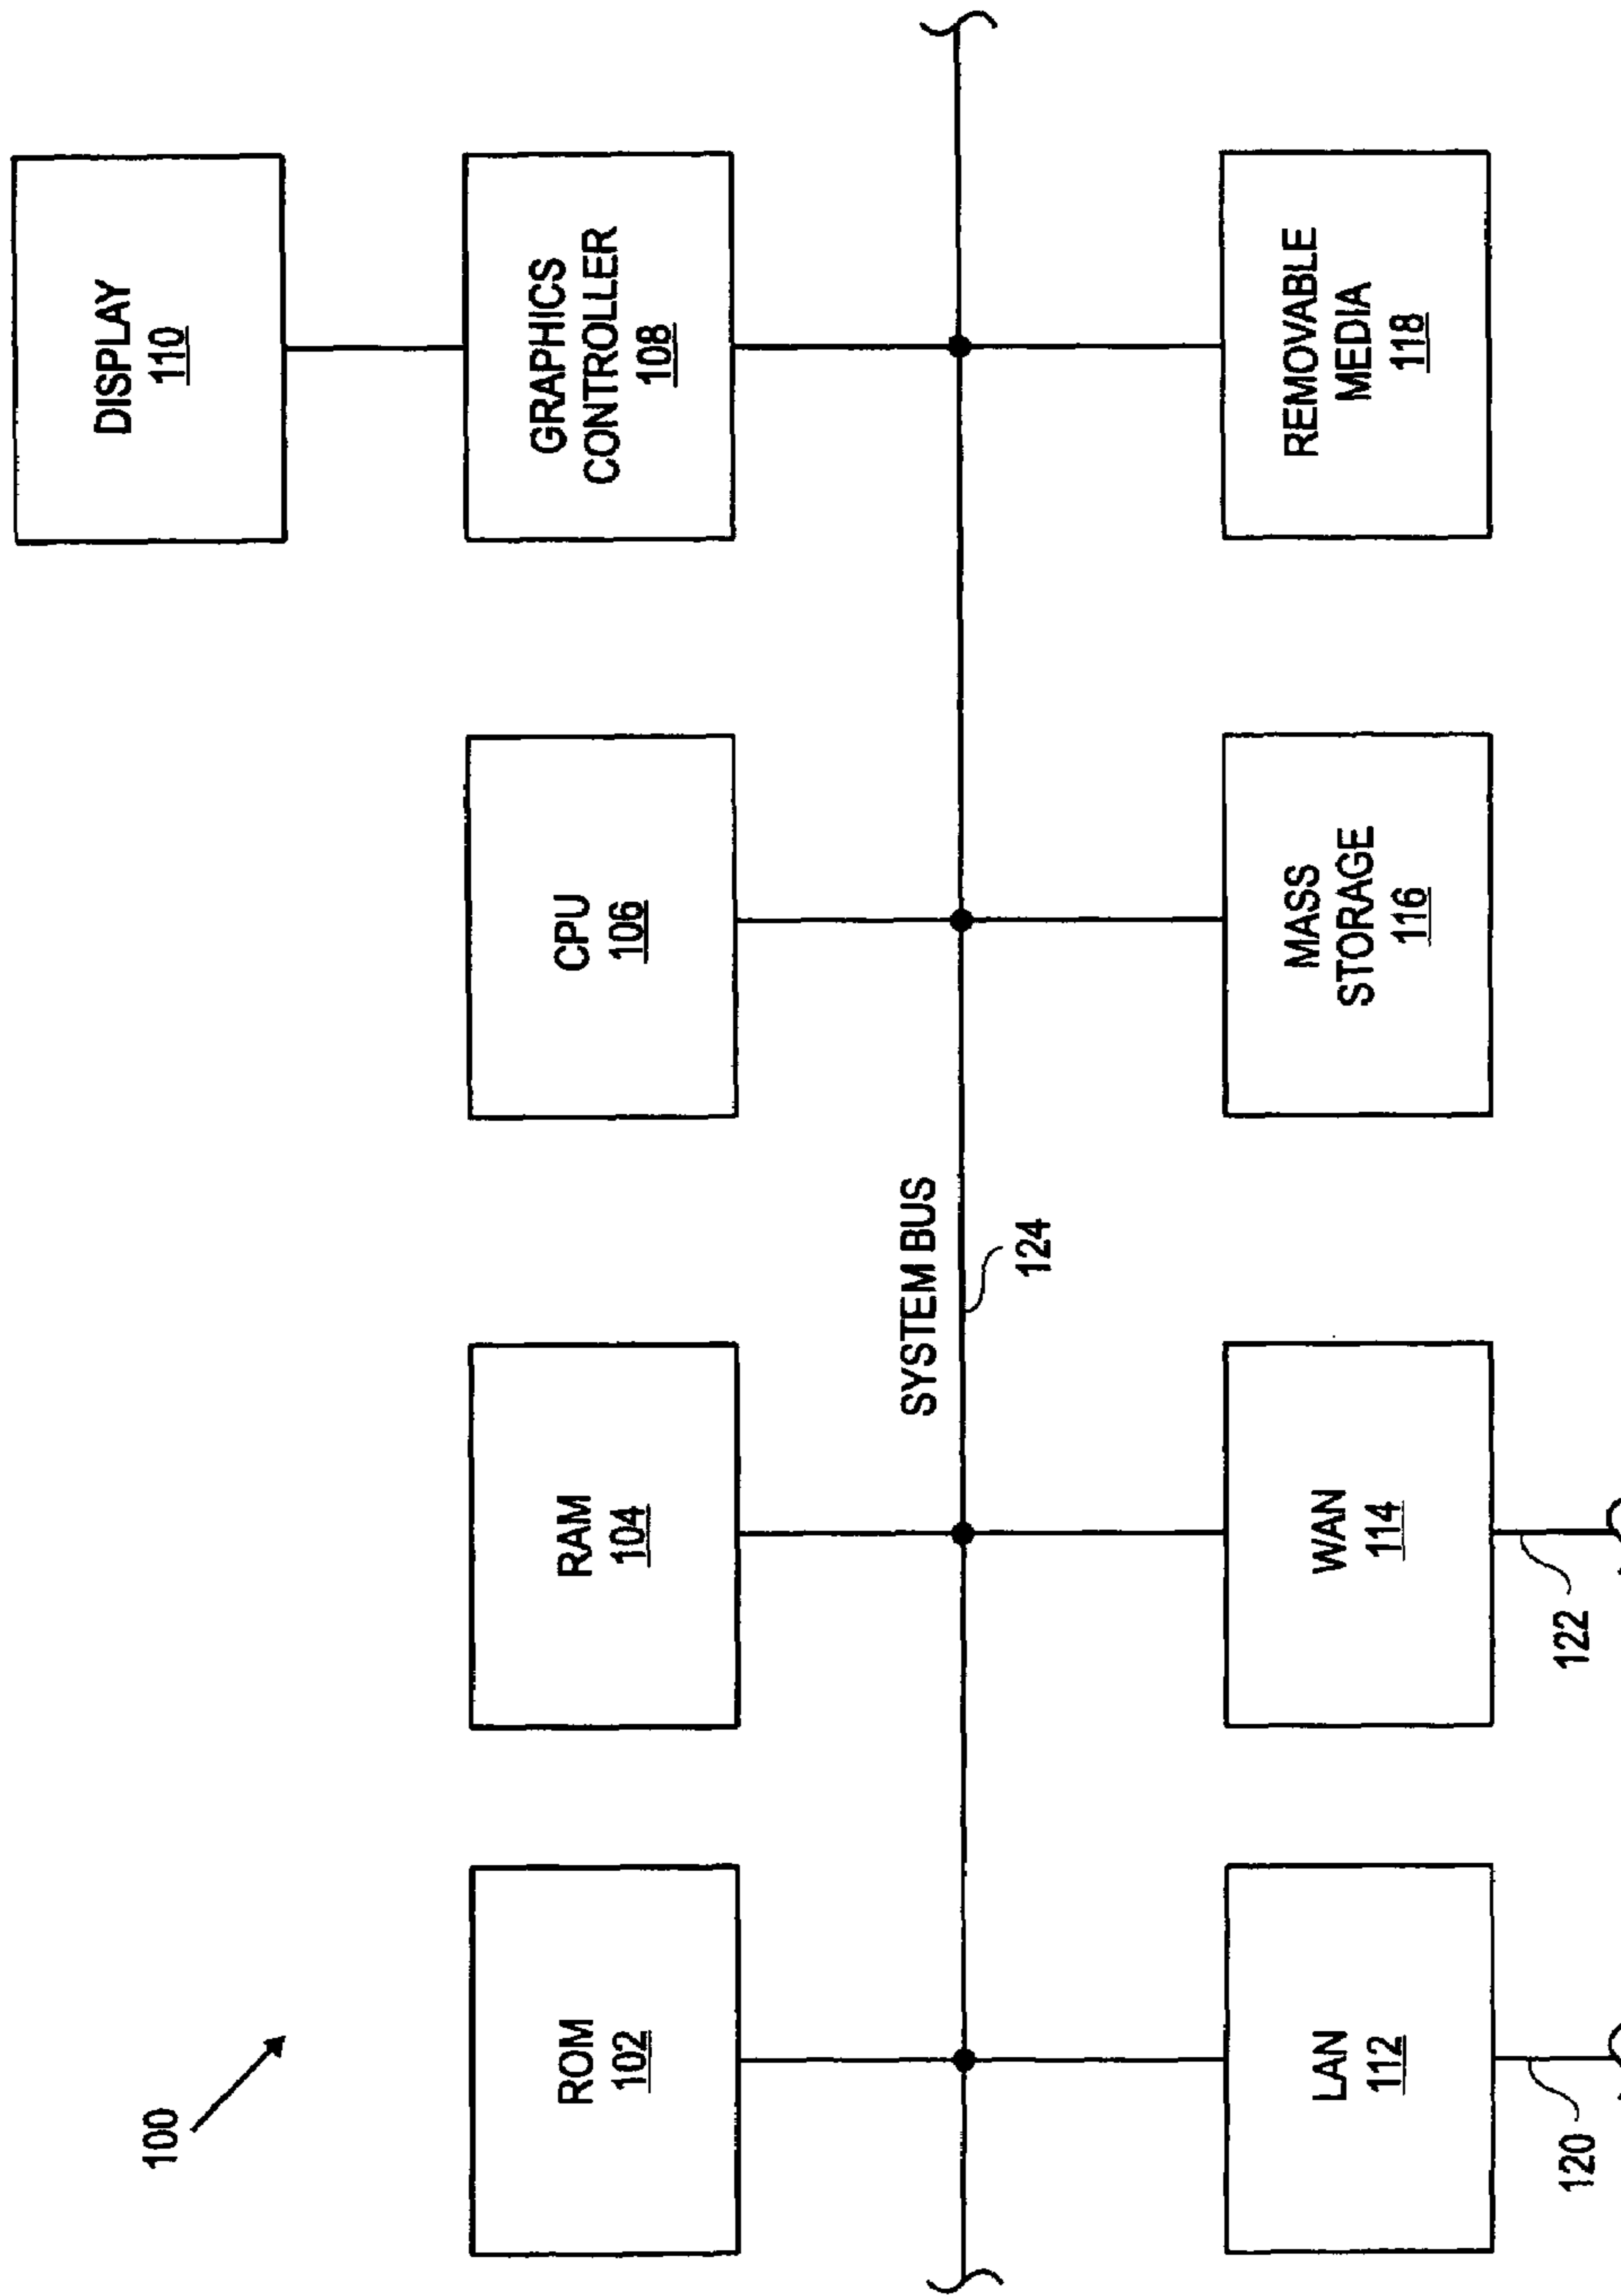 100
DISPLAY
110
ROM
102
RAM
104
CPU
106
GRAPHICS
CONTROLLER
108
SYSTEM BUS
124
LAN
112
WAN
114
MASS
STORAGE
116
REMOVABLE
MEDIA
118
120
122